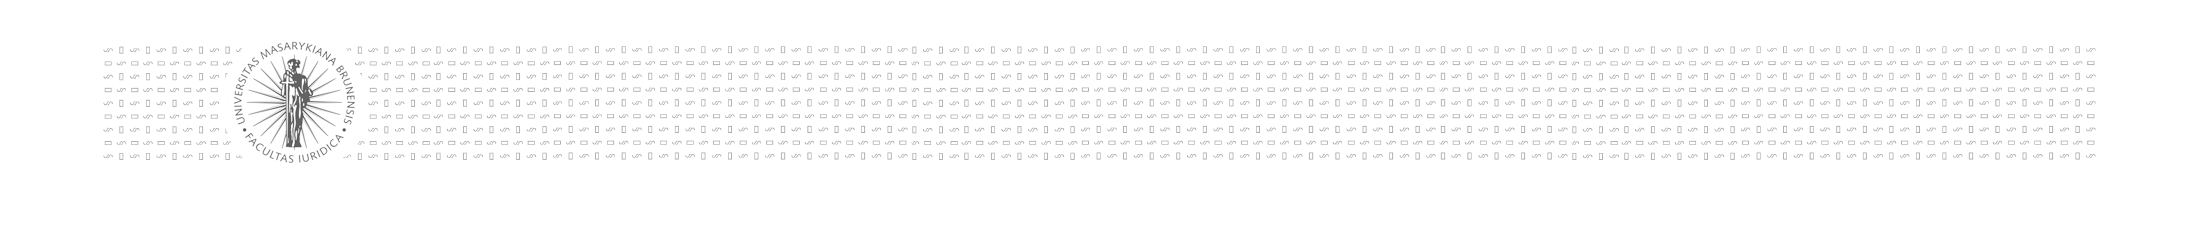 UNIVERSITAS MASARYKIANA BRUNENSIS
• FACULTAS IURIDICA •